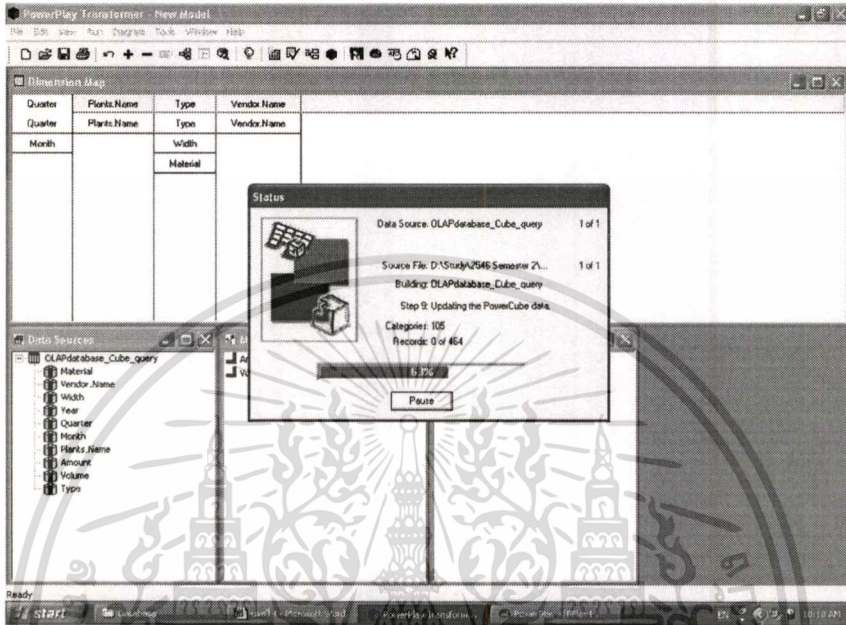 PowerPlay Transformer - New Model
File Edit View Run Diagram Tools Window Help
Dimension Map
Quarter Plants.Name Type Vendor.Name
Quarter Plants.Name Type Vendor.Name
Month Width
Material
Status
Data Source: OLAPdatabase_Cube_query 1 of 1
Source File: D:\Study\2546 Semester 2\... 1 of 1
Building: OLAPdatabase_Cube_query
Step 9: Updating the PowerCube data.
Categories: 105
Records: 0 of 464
Pause
Data Sources
OLAPdatabase_Cube_query
Material
Vendor.Name
Width
Year
Quarter
Month
Plants.Name
Amount
Volume
Type
Ready
start
EN 10:18 AM